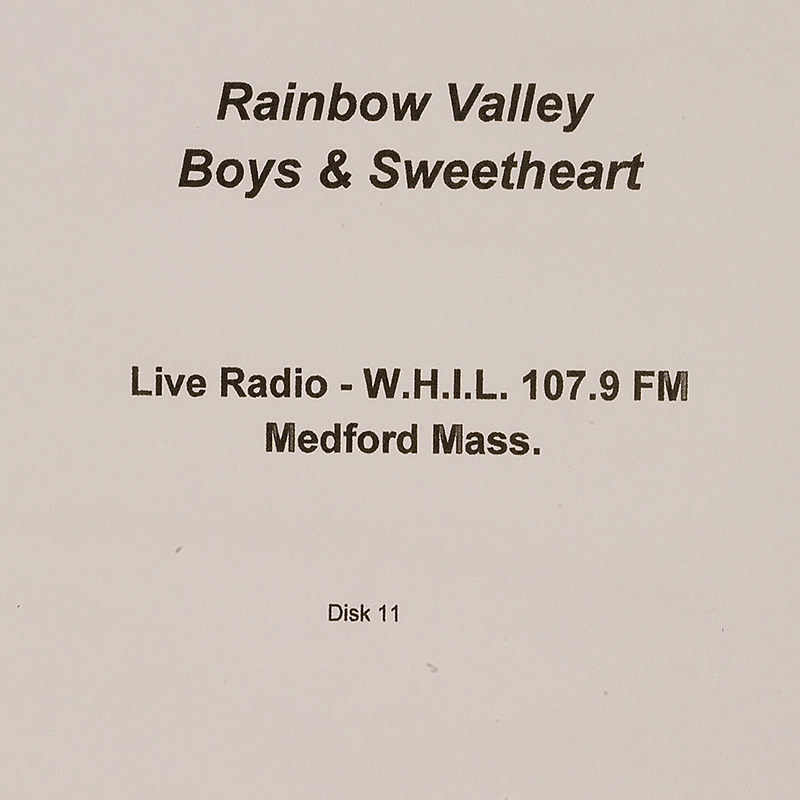 Rainbow Valley
Boys & Sweetheart
Live Radio - W.H.I.L. 107.9 FM
Medford Mass.
Disk 11